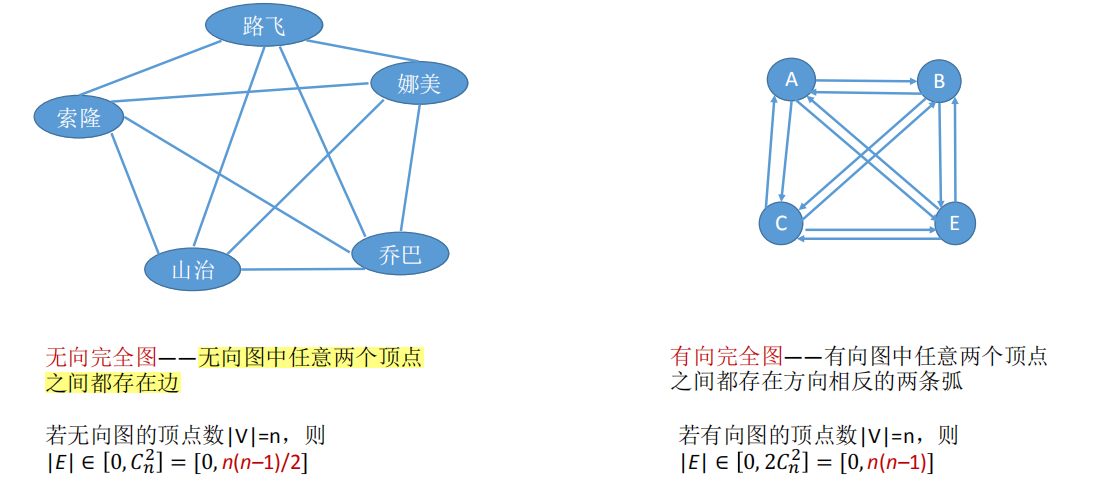 路飞
娜美
索隆
山治
乔巴
A
B
C
E
无向完全图——无向图中任意两个顶点
之间都存在边
若无向图的顶点数|V|=n，则
|E| ∈ [0, C_n^2] = [0, n(n–1)/2]
有向完全图——有向图中任意两个顶点
之间都存在方向相反的两条弧
若有向图的顶点数|V|=n，则
|E| ∈ [0, 2C_n^2] = [0, n(n–1)]